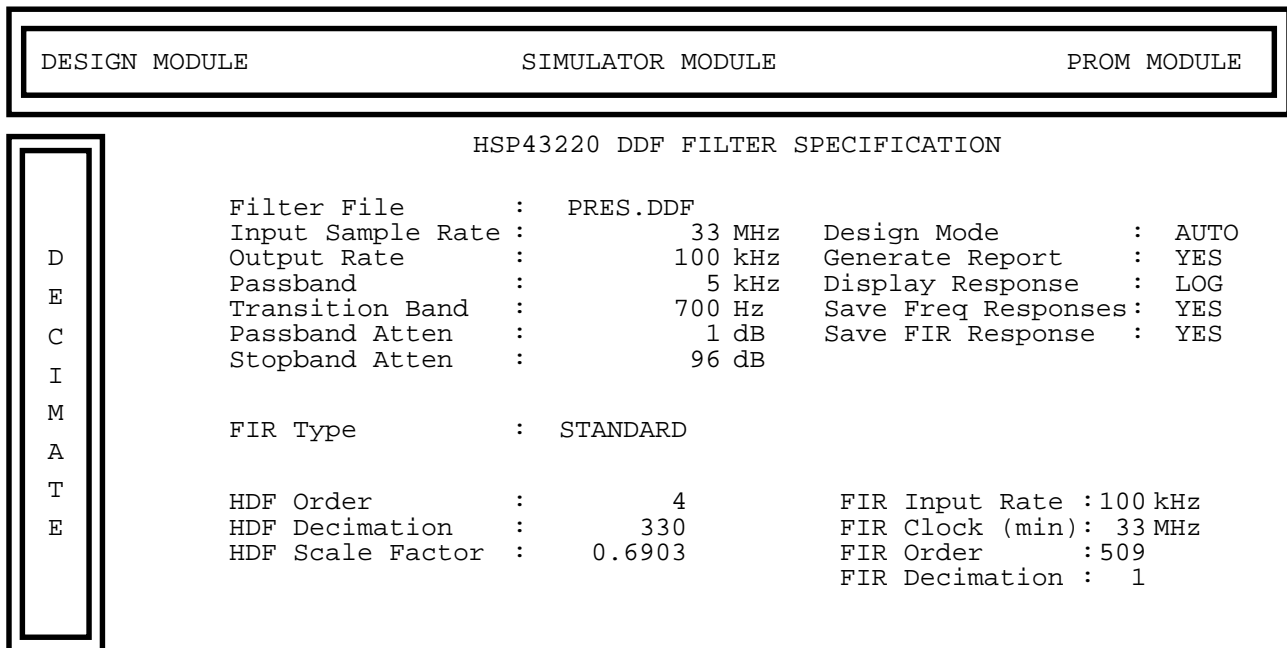 DESIGN MODULE SIMULATOR MODULE PROM MODULE
HSP43220 DDF FILTER SPECIFICATION
Filter File : PRES.DDF
Input Sample Rate : 33 MHz Design Mode : AUTO
Output Rate : 100 kHz Generate Report : YES
Passband : 5 kHz Display Response : LOG
Transition Band : 700 Hz Save Freq Responses : YES
Passband Atten : 1 dB Save FIR Response : YES
Stopband Atten : 96 dB
FIR Type : STANDARD
HDF Order : 4 FIR Input Rate : 100 kHz
HDF Decimation : 330 FIR Clock (min) : 33 MHz
HDF Scale Factor : 0.6903 FIR Order : 509
FIR Decimation : 1
D
E
C
I
M
A
T
E